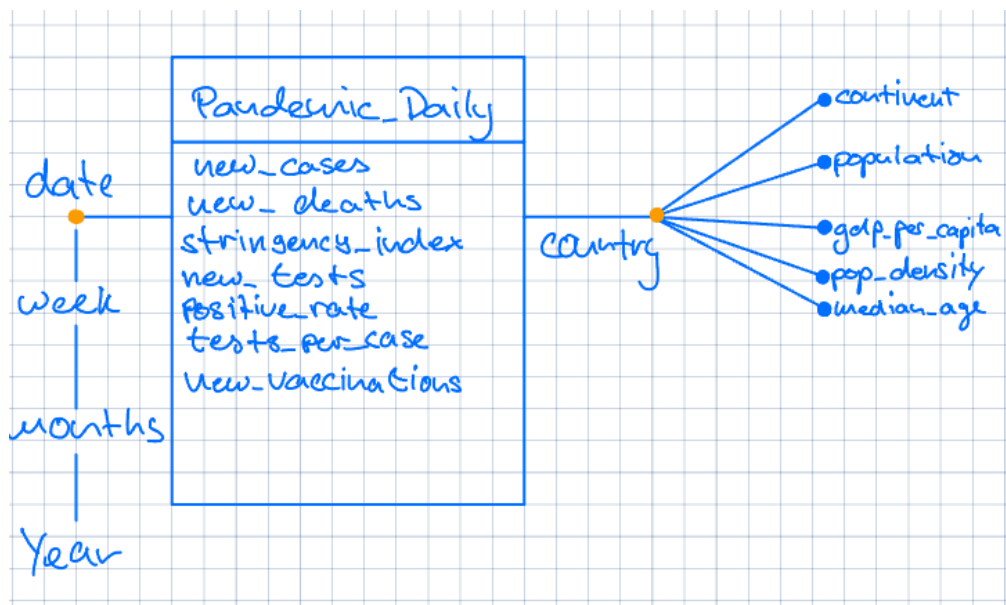 Pandemic_Daily
new_cases
new_deaths
stringency_index
new_tests
positive_rate
tests_per_case
new_vaccinations
date
week
months
Year
country
continent
population
gdp_per_capita
pop_density
median_age